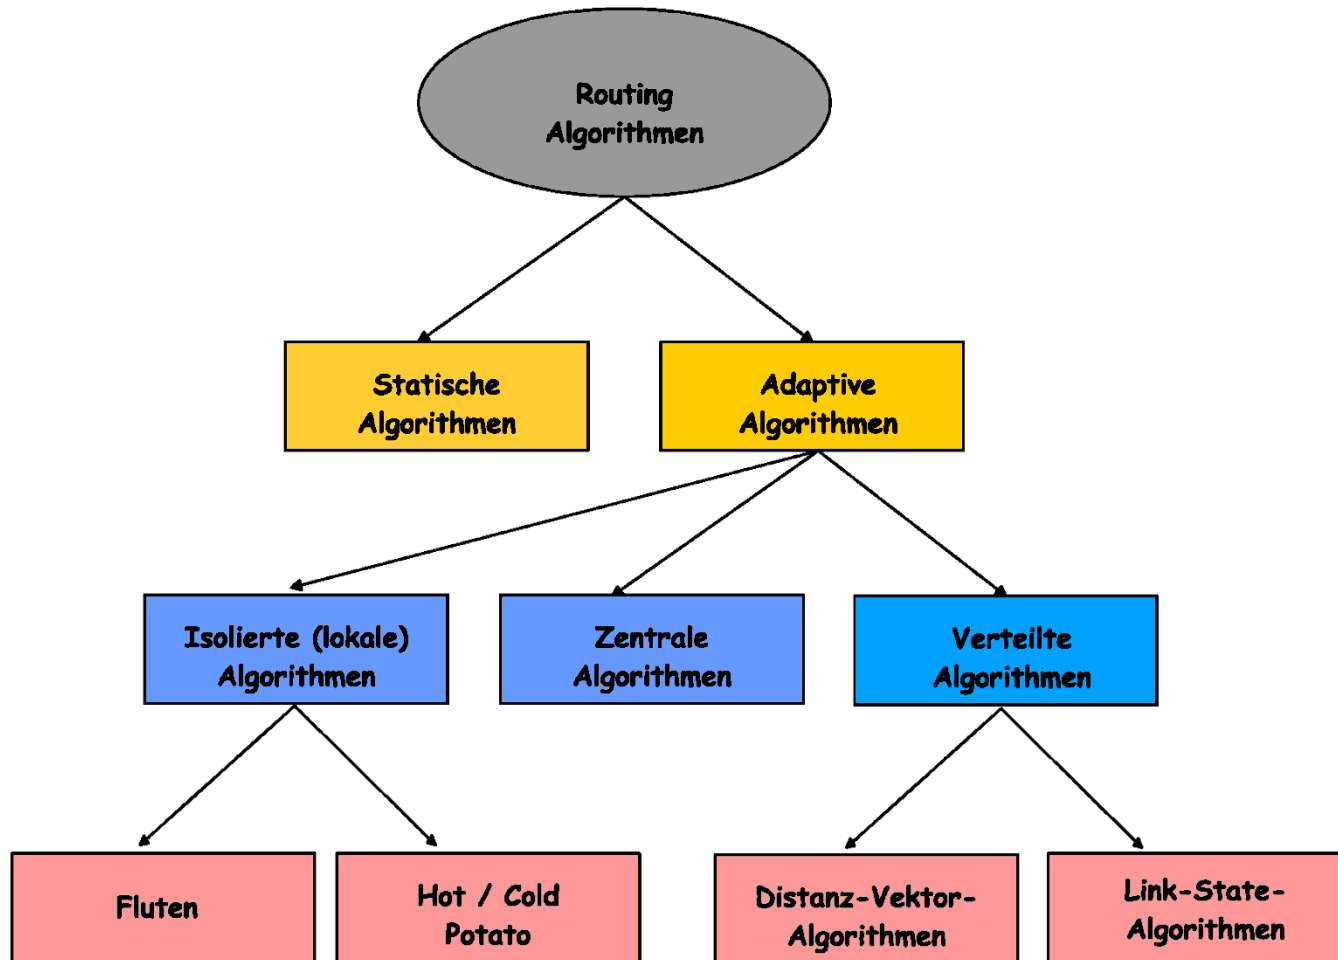 Routing
Algorithmen
Statische
Algorithmen
Adaptive
Algorithmen
Isolierte (lokale)
Algorithmen
Zentrale
Algorithmen
Verteilte
Algorithmen
Fluten
Hot / Cold
Potato
Distanz-Vektor-
Algorithmen
Link-State-
Algorithmen